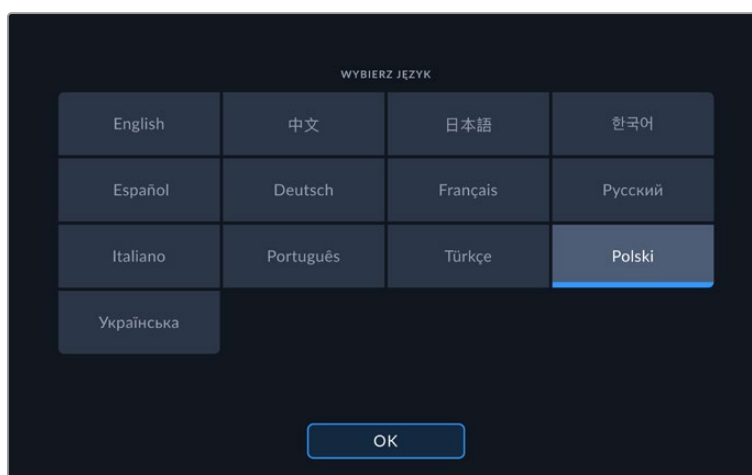 WYBIERZ JĘZYK
English 中文 日本語 한국어
Español Deutsch Français Русский
Italiano Português Türkçe Polski
Українська
OK